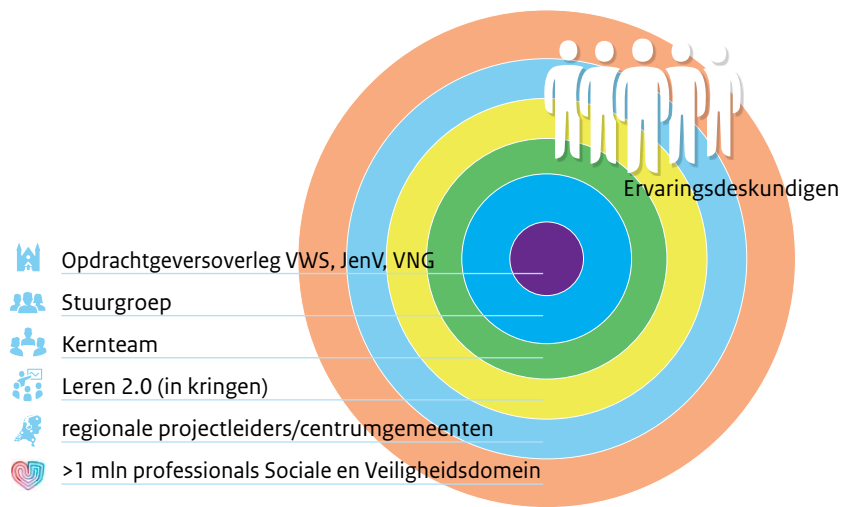 Ervaringsdeskundigen
Opdrachtgeversoverleg VWS, JenV, VNG
Stuurgroep
Kernteam
Leren 2.0 (in kringen)
regionale projectleiders/centrumgemeenten
>1 mln professionals Sociale en Veiligheidsdomein